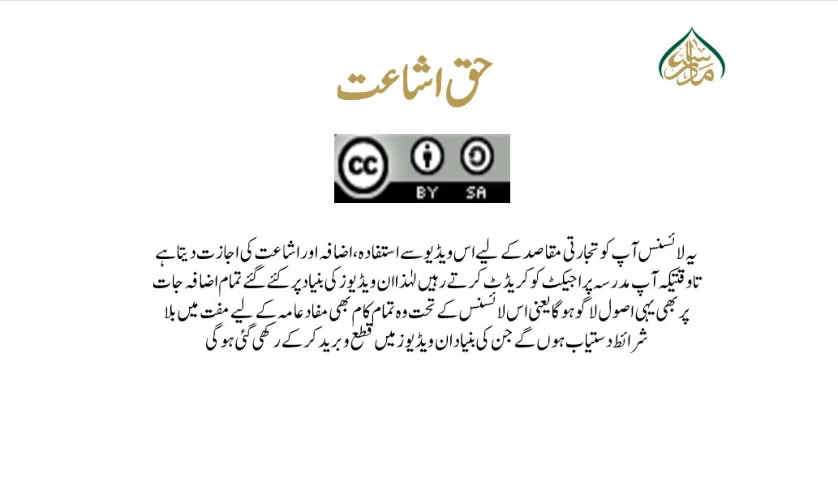 مدرسہ
حق اشاعت
CC BY SA
یہ لائسنس آپ کو تجارتی مقاصد کے لیے اس ویڈیو سے استفادہ، اضافہ اور اشاعت کی اجازت دیتا ہے
تاوقتیکہ آپ مدرسہ پراجیکٹ کو کریڈٹ کرتے رہیں لہٰذا ان ویڈیوز کی بنیاد پر کئے گئے تمام اضافہ جات
پر بھی یہی اصول لاگو ہوگا یعنی اس لائسنس کے تحت وہ تمام کام بھی مفاد عامہ کے لیے مفت میں بلا
شرائط دستیاب ہوں گے جن کی بنیاد ان ویڈیوز میں قطع و برید کر کے رکھی گئی ہوگی